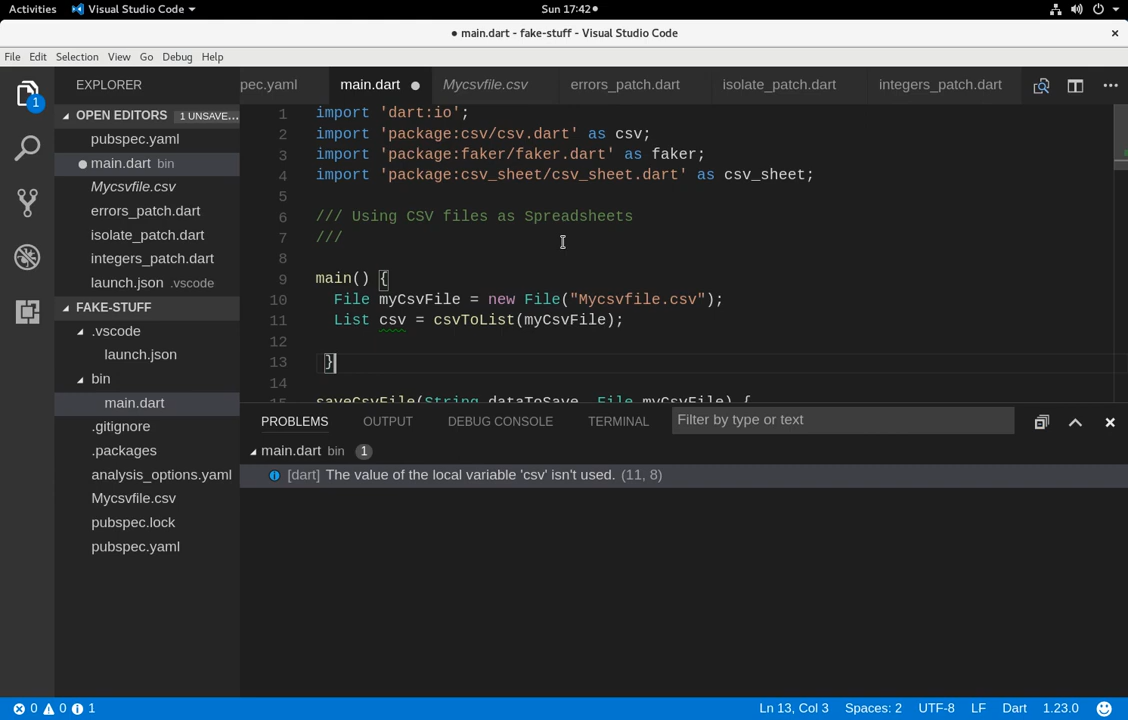 Activities Visual Studio Code Sun 17:42
main.dart - fake-stuff - Visual Studio Code
File Edit Selection View Go Debug Help
1
EXPLORER
OPEN EDITORS 1 UNSAVE...
pubspec.yaml
main.dart bin
Mycsvfile.csv
errors_patch.dart
isolate_patch.dart
integers_patch.dart
launch.json .vscode
FAKE-STUFF
.vscode
launch.json
bin
main.dart
.gitignore
.packages
analysis_options.yaml
Mycsvfile.csv
pubspec.lock
pubspec.yaml
pec.yaml main.dart Mycsvfile.csv errors_patch.dart isolate_patch.dart integers_patch.dart
1 import 'dart:io';
2 import 'package:csv/csv.dart' as csv;
3 import 'package:faker/faker.dart' as faker;
4 import 'package:csv_sheet/csv_sheet.dart' as csv_sheet;
5
6 /// Using CSV files as Spreadsheets
7 ///
8
9 main() {
10 File myCsvFile = new File("Mycsvfile.csv");
11 List csv = csvToList(myCsvFile);
12
13 }
14
15 saveCsvFile(String dataToSave, File myCsvFile) {
PROBLEMS OUTPUT DEBUG CONSOLE TERMINAL Filter by type or text
main.dart bin 1
[dart] The value of the local variable 'csv' isn't used. (11, 8)
0 0 1 Ln 13, Col 3 Spaces: 2 UTF-8 LF Dart 1.23.0